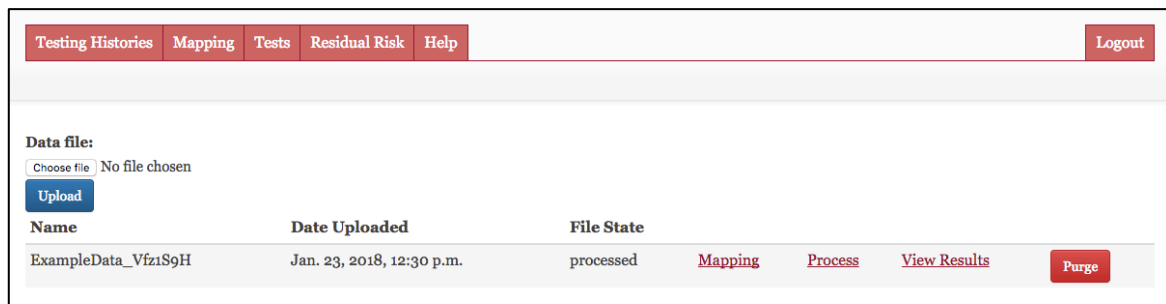 Testing Histories Mapping Tests Residual Risk Help Logout
Data file:
Choose file No file chosen
Upload
Name Date Uploaded File State
ExampleData_Vfz1S9H Jan. 23, 2018, 12:30 p.m. processed Mapping Process View Results Purge